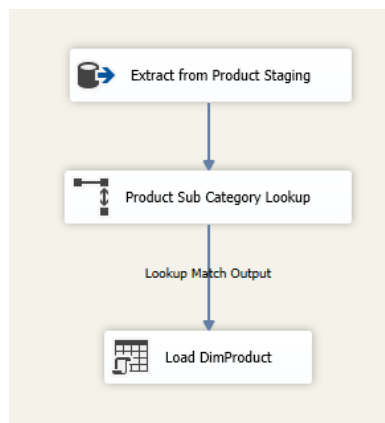 Extract from Product Staging
Product Sub Category Lookup
Lookup Match Output
Load DimProduct